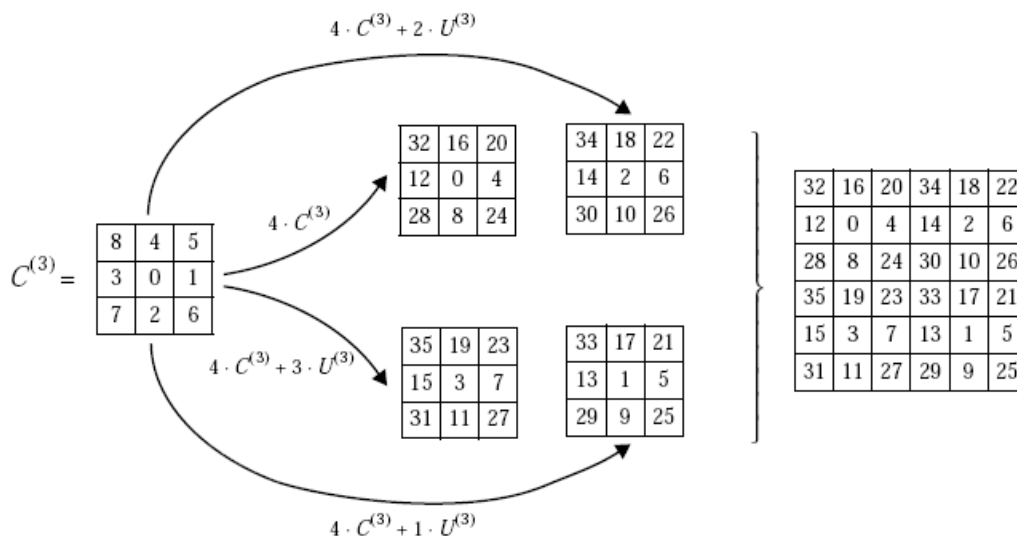 4 · C⁽³⁾ + 2 · U⁽³⁾
32 16 20
12 0 4
28 8 24
34 18 22
14 2 6
30 10 26
4 · C⁽³⁾
C⁽³⁾ =
8 4 5
3 0 1
7 2 6
4 · C⁽³⁾ + 3 · U⁽³⁾
35 19 23
15 3 7
31 11 27
33 17 21
13 1 5
29 9 25
4 · C⁽³⁾ + 1 · U⁽³⁾
32 16 20 34 18 22
12 0 4 14 2 6
28 8 24 30 10 26
35 19 23 33 17 21
15 3 7 13 1 5
31 11 27 29 9 25